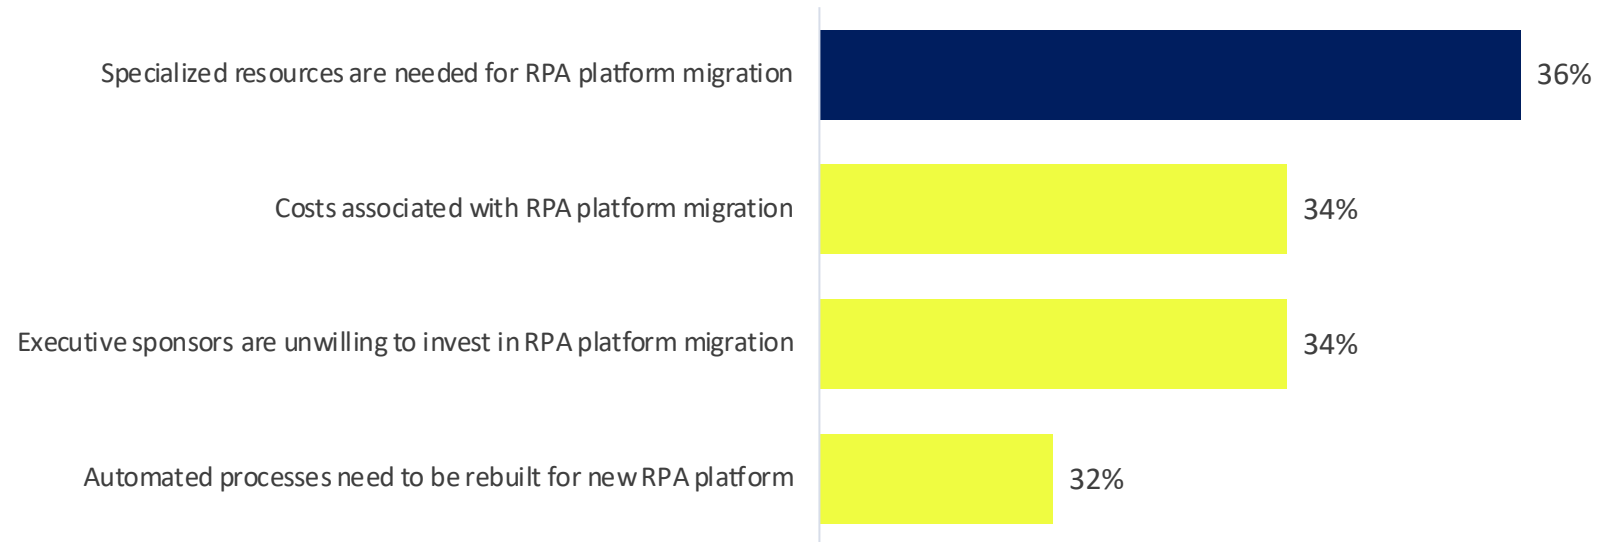 Specialized resources are needed for RPA platform migration 36%
Costs associated with RPA platform migration 34%
Executive sponsors are unwilling to invest in RPA platform migration 34%
Automated processes need to be rebuilt for new RPA platform 32%